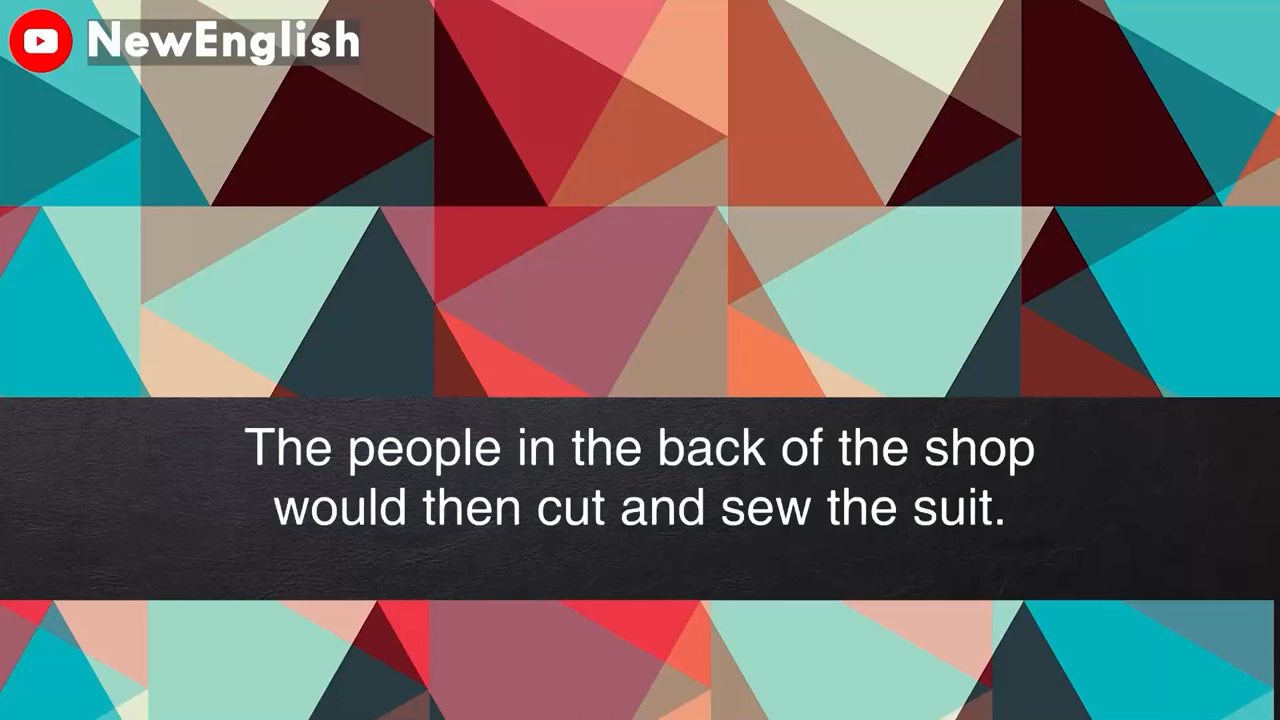 NewEnglish
The people in the back of the shop
would then cut and sew the suit.